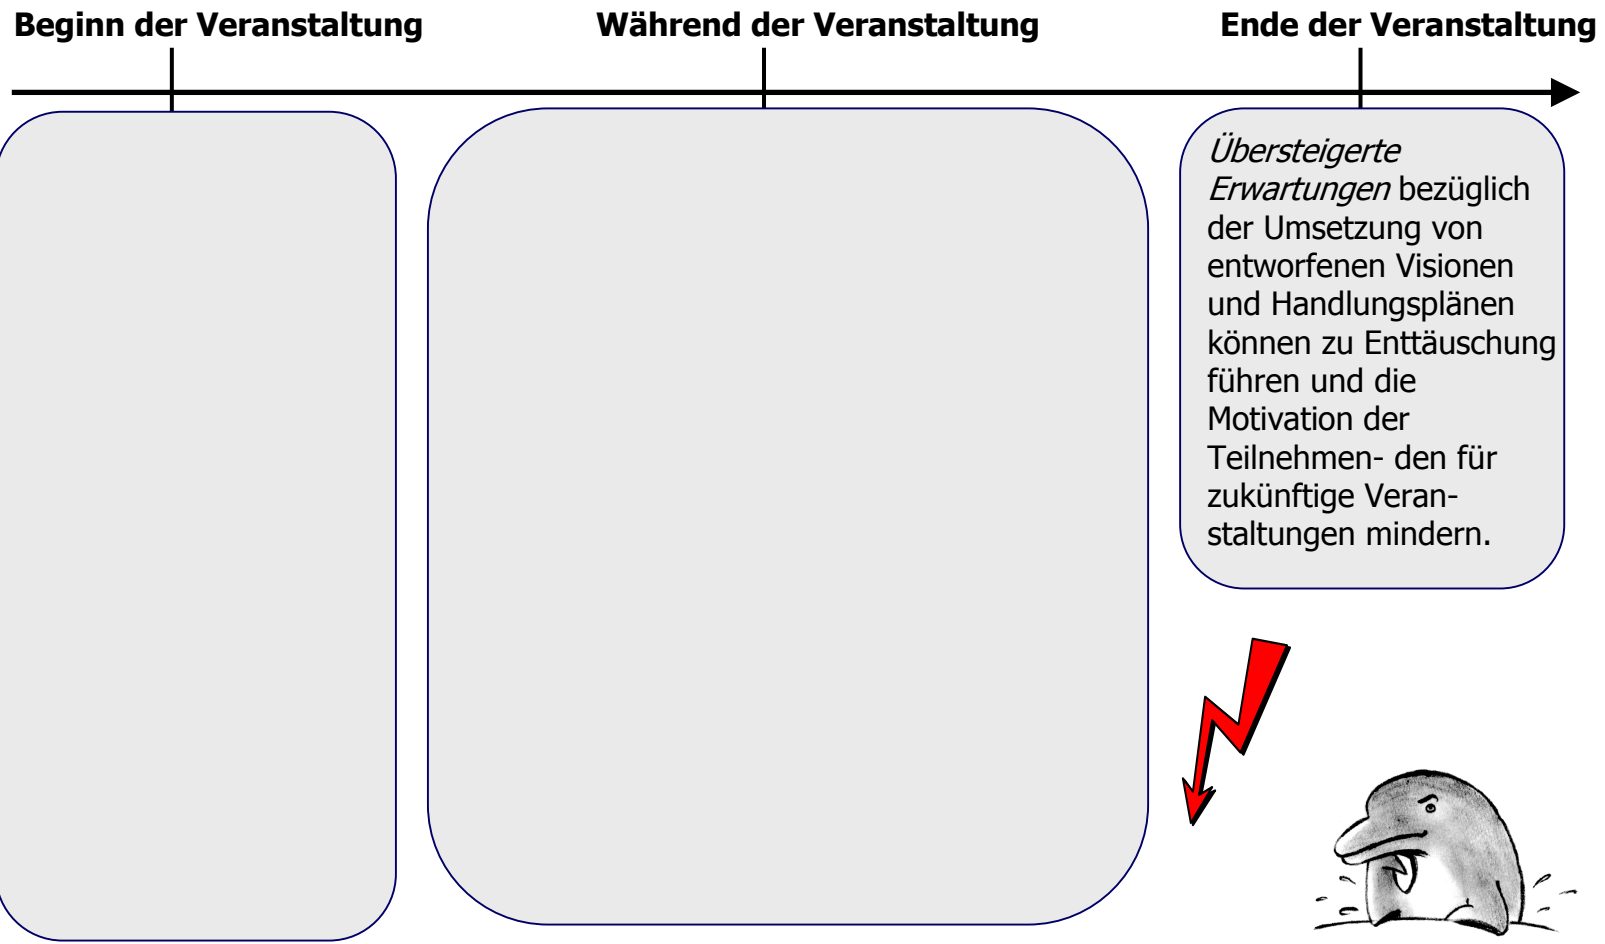 Beginn der Veranstaltung
Während der Veranstaltung
Ende der Veranstaltung
Übersteigerte
Erwartungen bezüglich
der Umsetzung von
entworfenen Visionen
und Handlungsplänen
können zu Enttäuschung
führen und die
Motivation der
Teilnehmen- den für
zukünftige Veran-
staltungen mindern.